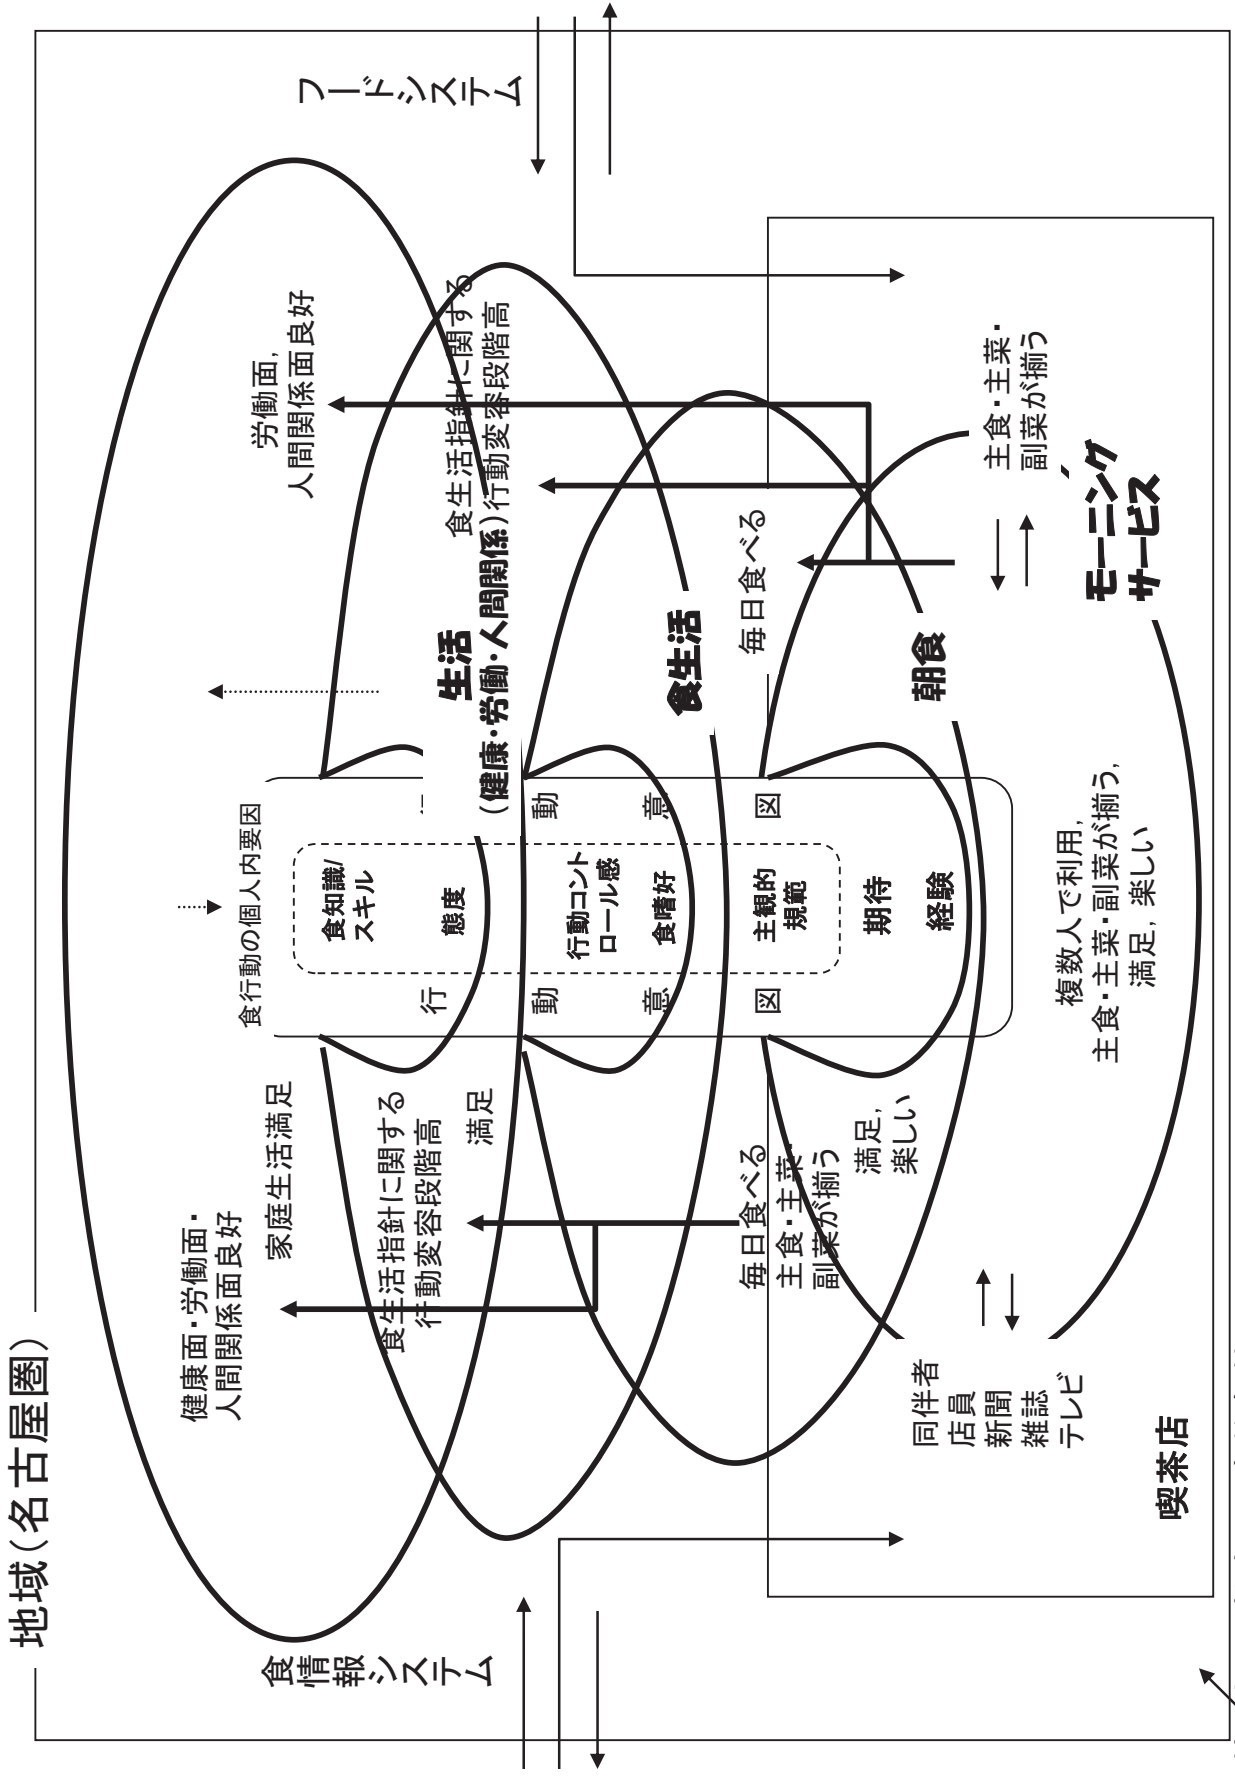 地域（名古屋圏）
食情報システム
フードシステム
健康面・労働面・
人間関係面良好
家庭生活満足
食行動の個人内要因
労働面，
人間関係面良好
食生活指針に関する
行動変容段階高
満足
食知識/
スキル
態度
行動コント
ロール感
食嗜好
主観的
規範
期待
経験
行
動
意
図
動
意
図
生活
（健康・労働・人間関係）
食生活指針に関する
行動変容段階高
食生活
毎日食べる
毎日食べる
主食・主菜・
副菜が揃う
満足，
楽しい
朝食
主食・主菜・
副菜が揃う
モーニング
サービス
同伴者
店員
新聞
雑誌
テレビ
複数人で利用，
主食・主菜・副菜が揃う，
満足，楽しい
喫茶店